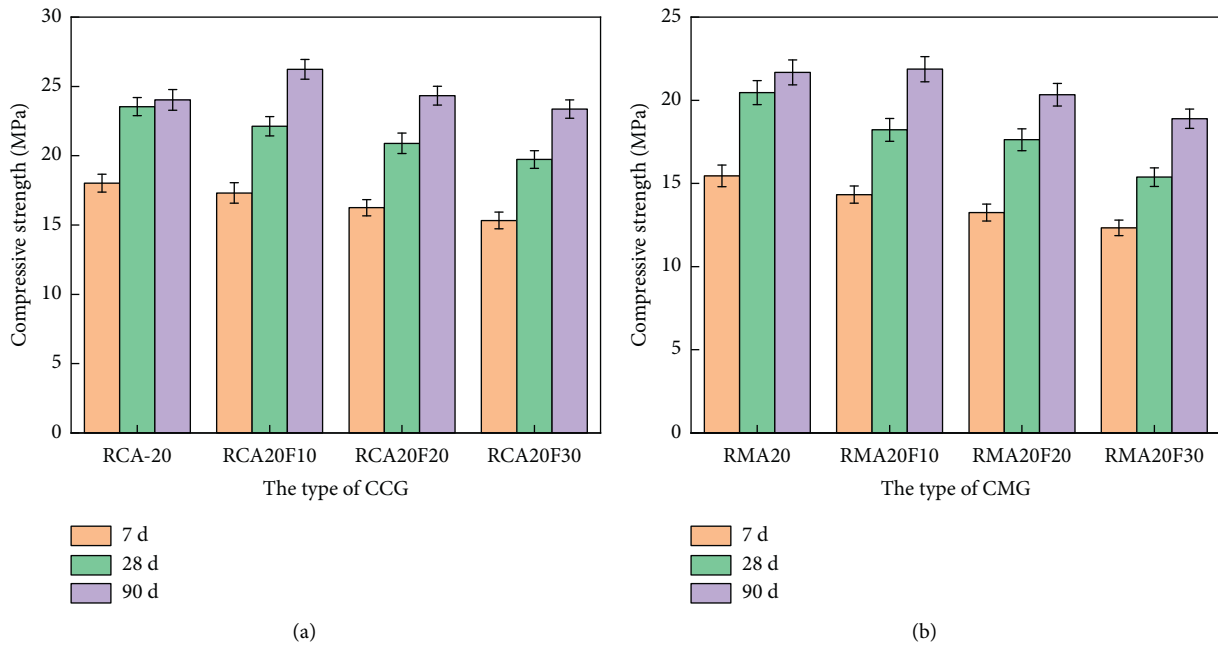 Compressive strength (MPa)
30
25
20
15
10
5
0
RCA-20 RCA20F10 RCA20F20 RCA20F30
The type of CCG
7 d
28 d
90 d
(a)
Compressive strength (MPa)
25
20
15
10
5
0
RMA20 RMA20F10 RMA20F20 RMA20F30
The type of CMG
7 d
28 d
90 d
(b)